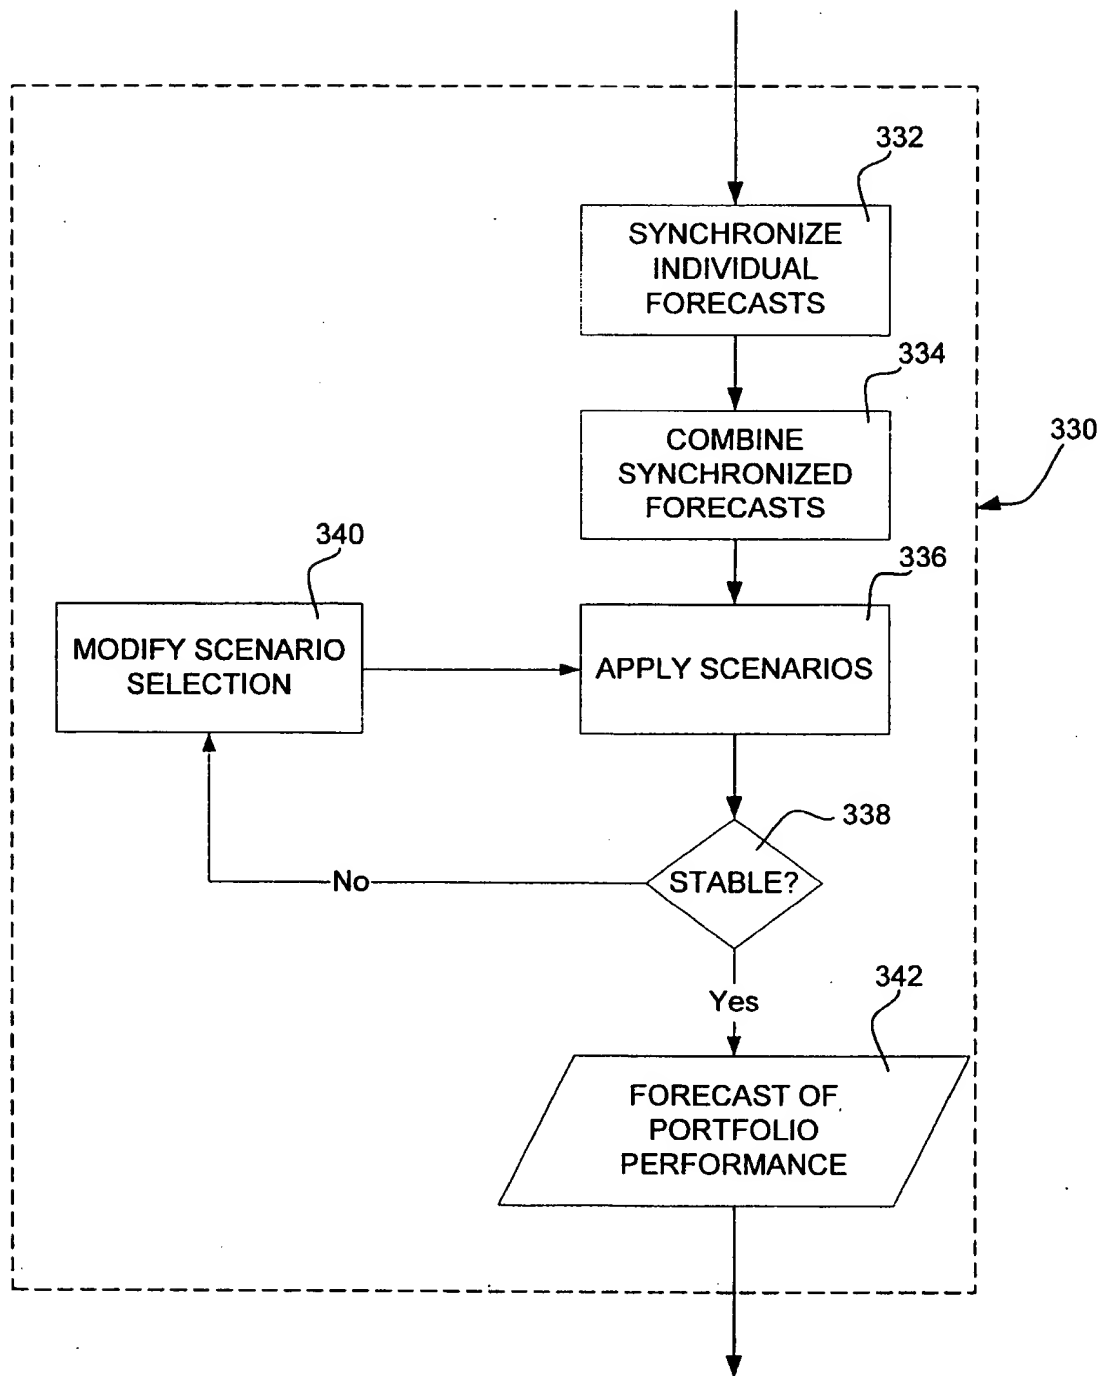 332
SYNCHRONIZE
INDIVIDUAL
FORECASTS
334
COMBINE
SYNCHRONIZED
FORECASTS
330
340
336
MODIFY SCENARIO
SELECTION
APPLY SCENARIOS
338
STABLE?
No
Yes
342
FORECAST OF
PORTFOLIO
PERFORMANCE